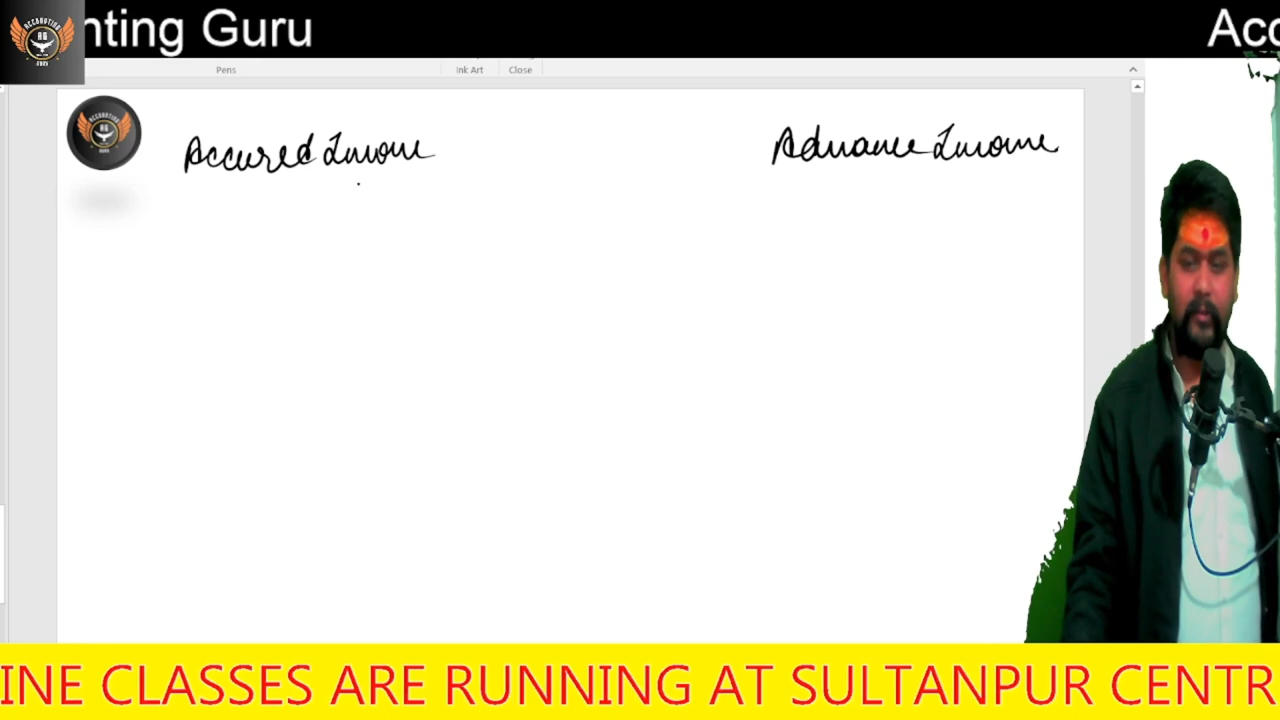 nting Guru
Acc
Pens
Ink Art
Close
Accured Income
Advance Income
INE CLASSES ARE RUNNING AT SULTANPUR CENTR